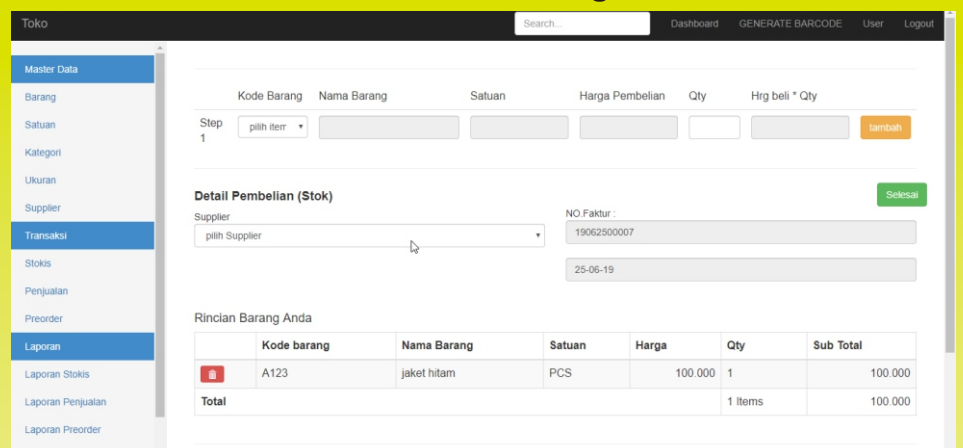 Toko
Search...
Dashboard GENERATE BARCODE User Logout
Master Data
Barang
Satuan
Kategori
Ukuran
Supplier
Transaksi
Stokis
Penjualan
Preorder
Laporan
Laporan Stokis
Laporan Penjualan
Laporan Preorder
Kode Barang Nama Barang Satuan Harga Pembelian Qty Hrg beli * Qty
Step 1
pilih item
tambah
Detail Pembelian (Stok)
Selesai
Supplier
pilih Supplier
NO.Faktur :
19062500007
25-06-19
Rincian Barang Anda
Kode barang Nama Barang Satuan Harga Qty Sub Total
A123 jaket hitam PCS 100.000 1 100.000
Total 1 Items 100.000